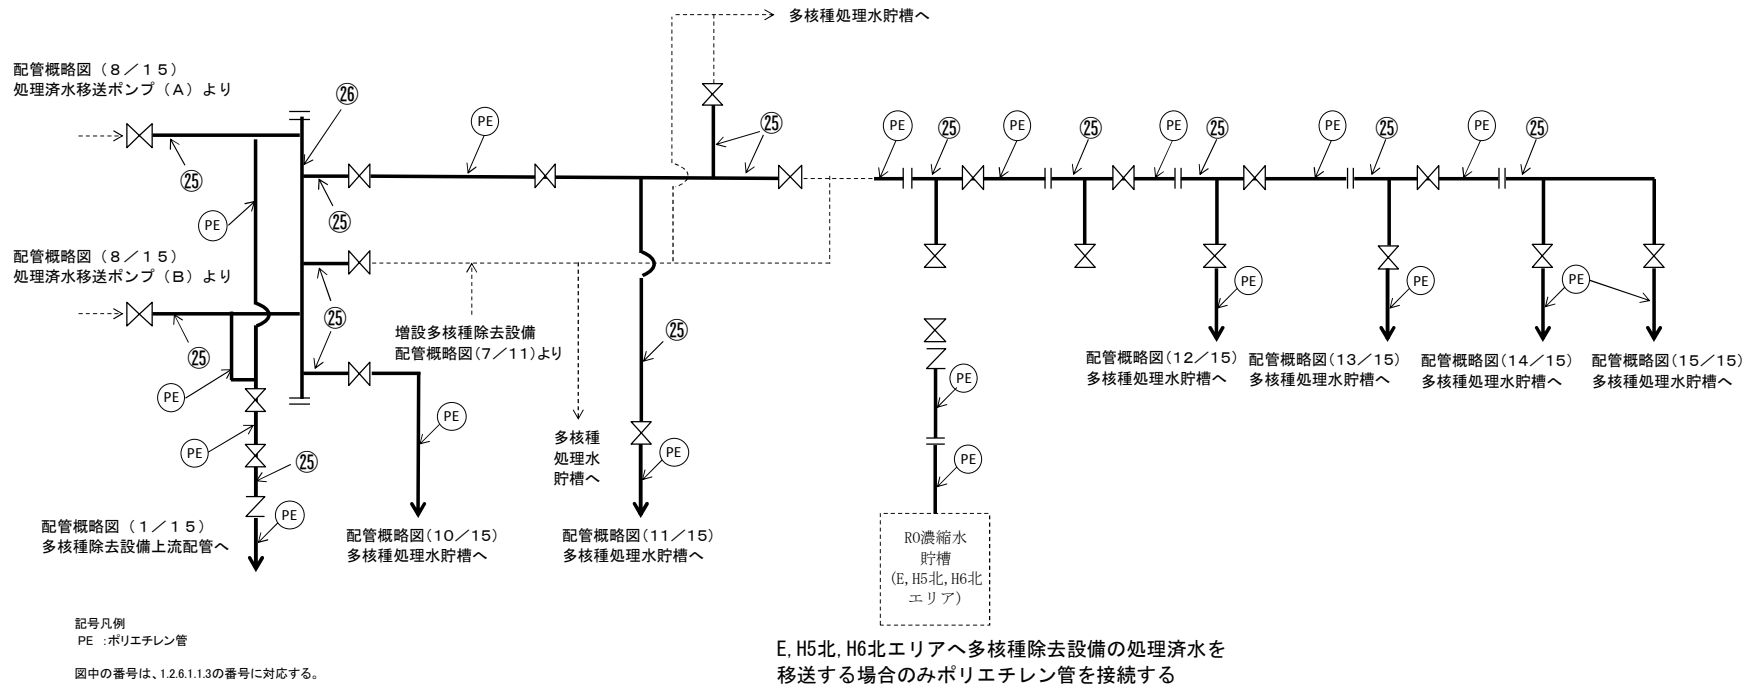 多核種処理水貯槽へ
配管概略図（８／１５）
処理済水移送ポンプ（Ａ）より
㉖
PE
㉕
PE
㉕
PE
㉕
PE
㉕
PE
㉕
PE
㉕
㉕
㉕
PE
配管概略図（８／１５）
処理済水移送ポンプ（Ｂ）より
㉕
㉕
PE
増設多核種除去設備
配管概略図(７／１１)より
㉕
PE
PE
PE
配管概略図(１２／１５)
多核種処理水貯槽へ
配管概略図(１３／１５)
多核種処理水貯槽へ
配管概略図(１４／１５)
多核種処理水貯槽へ
配管概略図(１５／１５)
多核種処理水貯槽へ
PE
PE
PE
PE
㉕
多核種
処理水
貯槽へ
PE
PE
PE
配管概略図（１／１５）
多核種除去設備上流配管へ
配管概略図(１０／１５)
多核種処理水貯槽へ
配管概略図(１１／１５)
多核種処理水貯槽へ
RO濃縮水
貯槽
(E, H5北, H6北
エリア)
記号凡例
PE ：ポリエチレン管
図中の番号は、1.2.6.1.1.3の番号に対応する。
E, H5北, H6北エリアへ多核種除去設備の処理済水を
移送する場合のみポリエチレン管を接続する